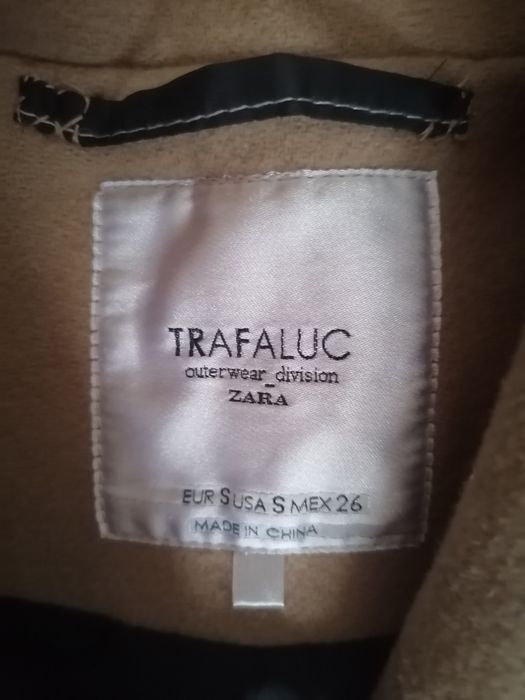 TRAFALUC
outerwear_division
ZARA
EUR S USA S MEX 26
MADE IN CHINA